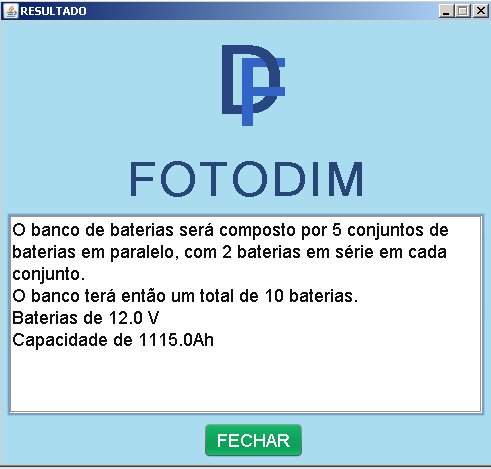 RESULTADO
DF
FOTODIM
O banco de baterias será composto por 5 conjuntos de
baterias em paralelo, com 2 baterias em série em cada
conjunto.
O banco terá então um total de 10 baterias.
Baterias de 12.0 V
Capacidade de 1115.0Ah
FECHAR